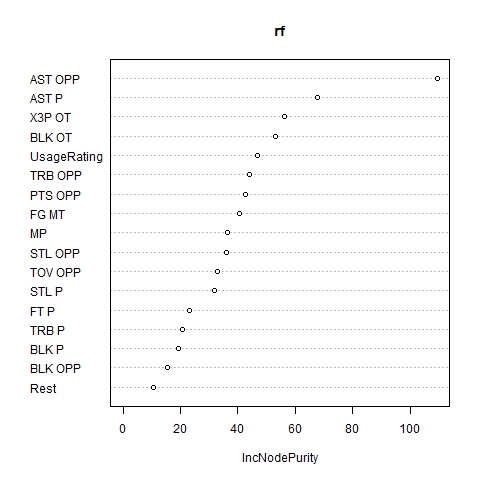 rf
AST OPP
AST P
X3P OT
BLK OT
UsageRating
TRB OPP
PTS OPP
FG MT
MP
STL OPP
TOV OPP
STL P
FT P
TRB P
BLK P
BLK OPP
Rest
0 20 40 60 80 100
IncNodePurity